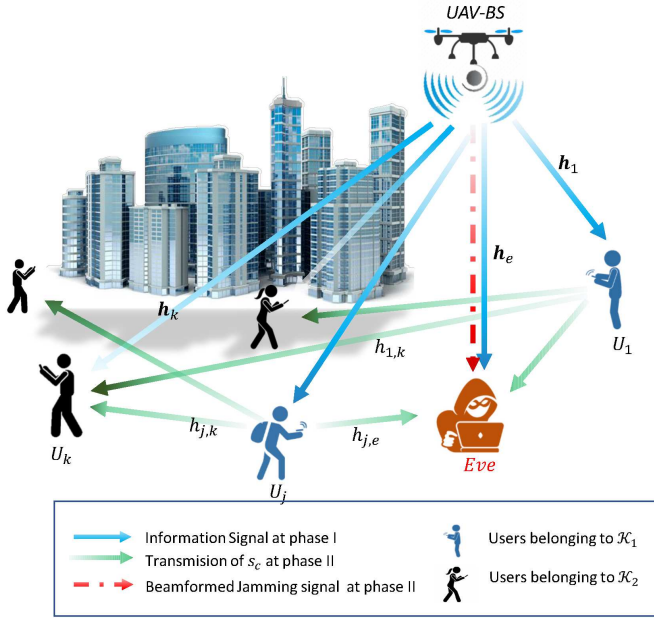 UAV-BS
𝒉₁
𝒉ₑ
𝒉ₖ
U₁
h₁,ₖ
hⱼ,ₖ
hⱼ,ₑ
Uₖ
Uⱼ
Eve
Information Signal at phase I
Transmision of s_c at phase II
Beamformed Jamming signal at phase II
Users belonging to 𝒦₁
Users belonging to 𝒦₂